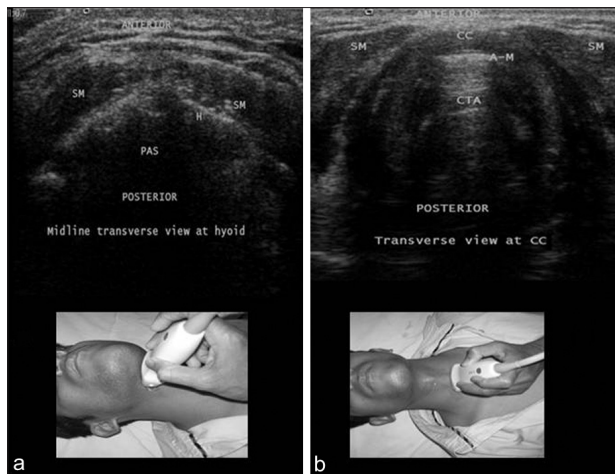 ANTERIOR
SM
SM
H
PAS
POSTERIOR
Midline transverse view at hyoid
a
ANTERIOR
CC
SM
SM
A-M
CTA
POSTERIOR
Transverse view at CC
b